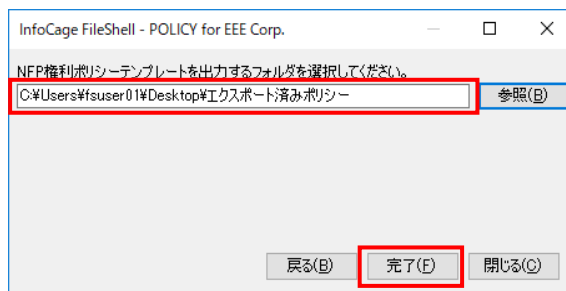 InfoCage FileShell - POLICY for EEE Corp.
NFP権利ポリシーテンプレートを出力するフォルダを選択してください。
C:¥Users¥fsuser01¥Desktop¥エクスポート済みポリシー
参照(B)
戻る(B) 完了(F) 閉じる(C)